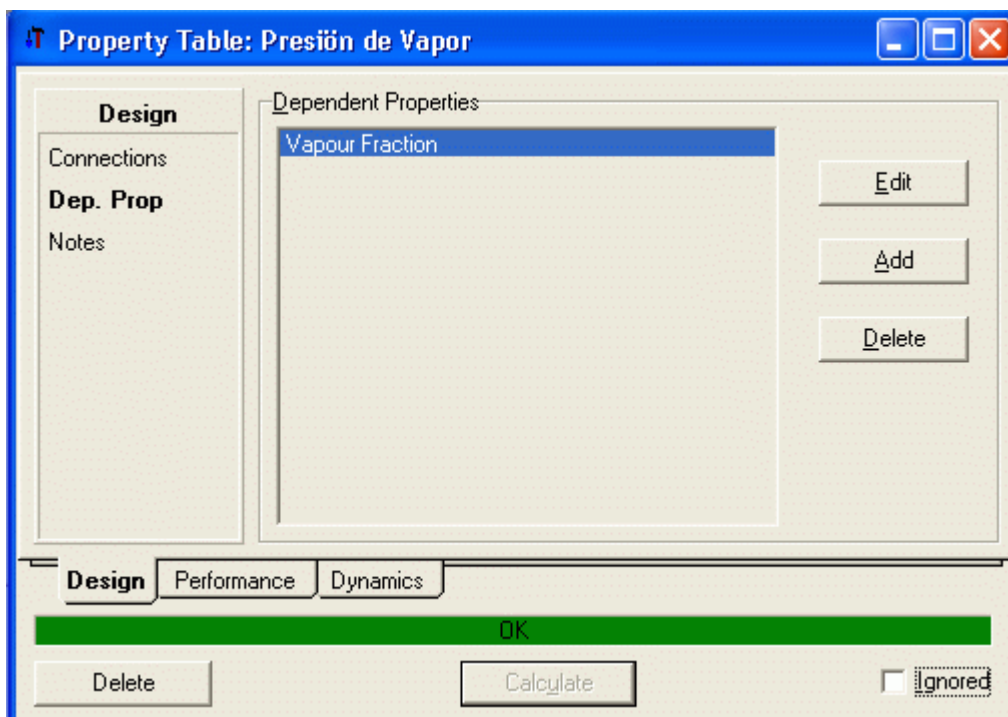 Property Table: Presiön de Vapor
Design
Connections
Dep. Prop
Notes
Dependent Properties
Vapour Fraction
Edit
Add
Delete
Design Performance Dynamics
OK
Delete Calculate Ignored